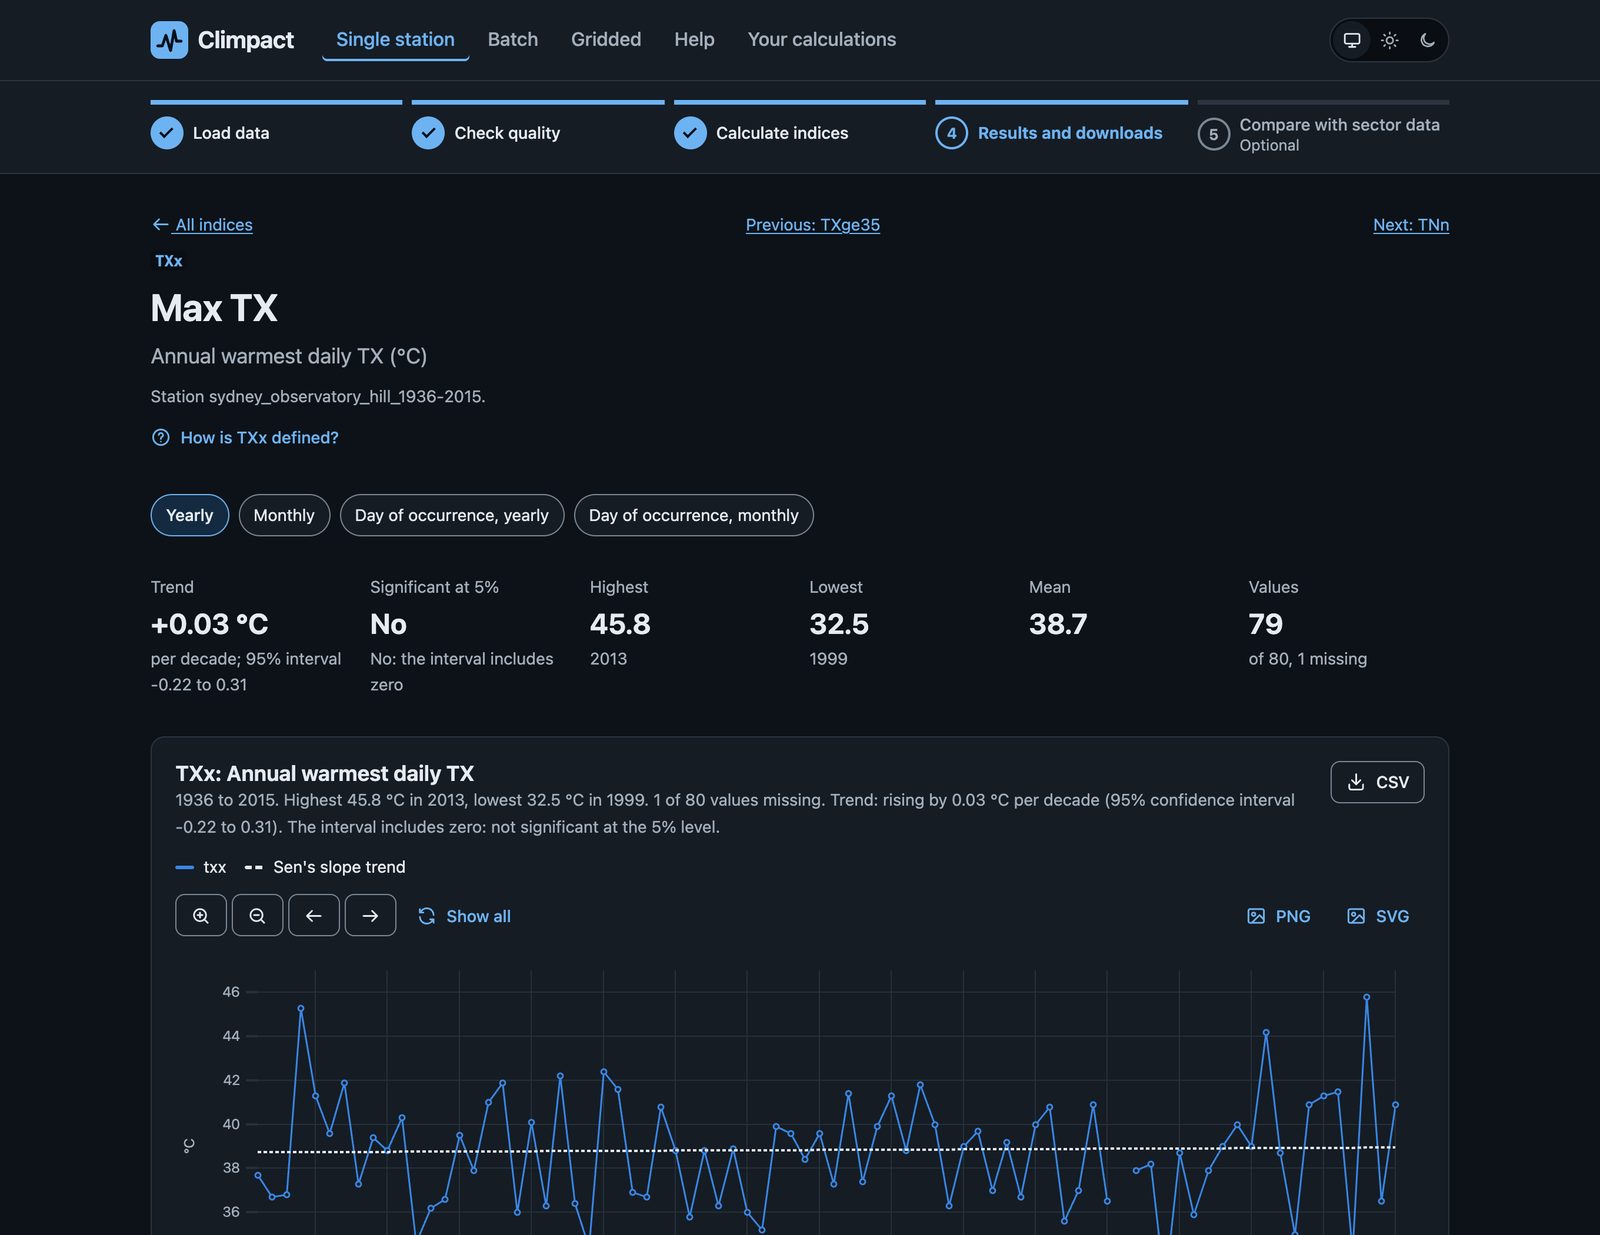 Climpact
Single station
Batch
Gridded
Help
Your calculations
Load data
Check quality
Calculate indices
4
Results and downloads
5
Compare with sector data
Optional
← All indices
Previous: TXge35
Next: TNn
TXx
Max TX
Annual warmest daily TX (°C)
Station sydney_observatory_hill_1936-2015.
How is TXx defined?
Yearly
Monthly
Day of occurrence, yearly
Day of occurrence, monthly
Trend
+0.03 °C
per decade; 95% interval
-0.22 to 0.31
Significant at 5%
No
No: the interval includes
zero
Highest
45.8
2013
Lowest
32.5
1999
Mean
38.7
Values
79
of 80, 1 missing
TXx: Annual warmest daily TX
1936 to 2015. Highest 45.8 °C in 2013, lowest 32.5 °C in 1999. 1 of 80 values missing. Trend: rising by 0.03 °C per decade (95% confidence interval
-0.22 to 0.31). The interval includes zero: not significant at the 5% level.
CSV
txx
Sen's slope trend
Show all
PNG
SVG
46
44
42
40
°C
38
36